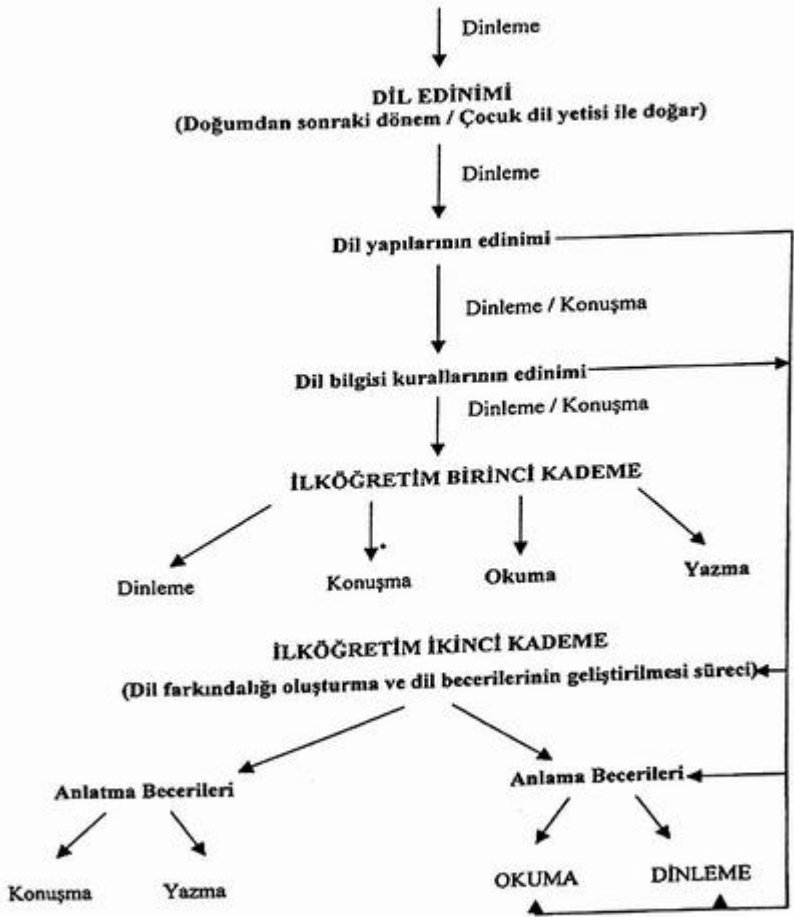 Dinleme
DİL EDİNİMİ
(Doğumdan sonraki dönem / Çocuk dil yetisi ile doğar)
Dinleme
Dil yapılarının edinimi
Dinleme / Konuşma
Dil bilgisi kurallarının edinimi
Dinleme / Konuşma
İLKÖĞRETİM BİRİNCİ KADEME
Dinleme Konuşma Okuma Yazma
İLKÖĞRETİM İKİNCİ KADEME
(Dil farkındalığı oluşturma ve dil becerilerinin geliştirilmesi süreci)
Anlatma Becerileri Anlama Becerileri
Konuşma Yazma OKUMA DİNLEME